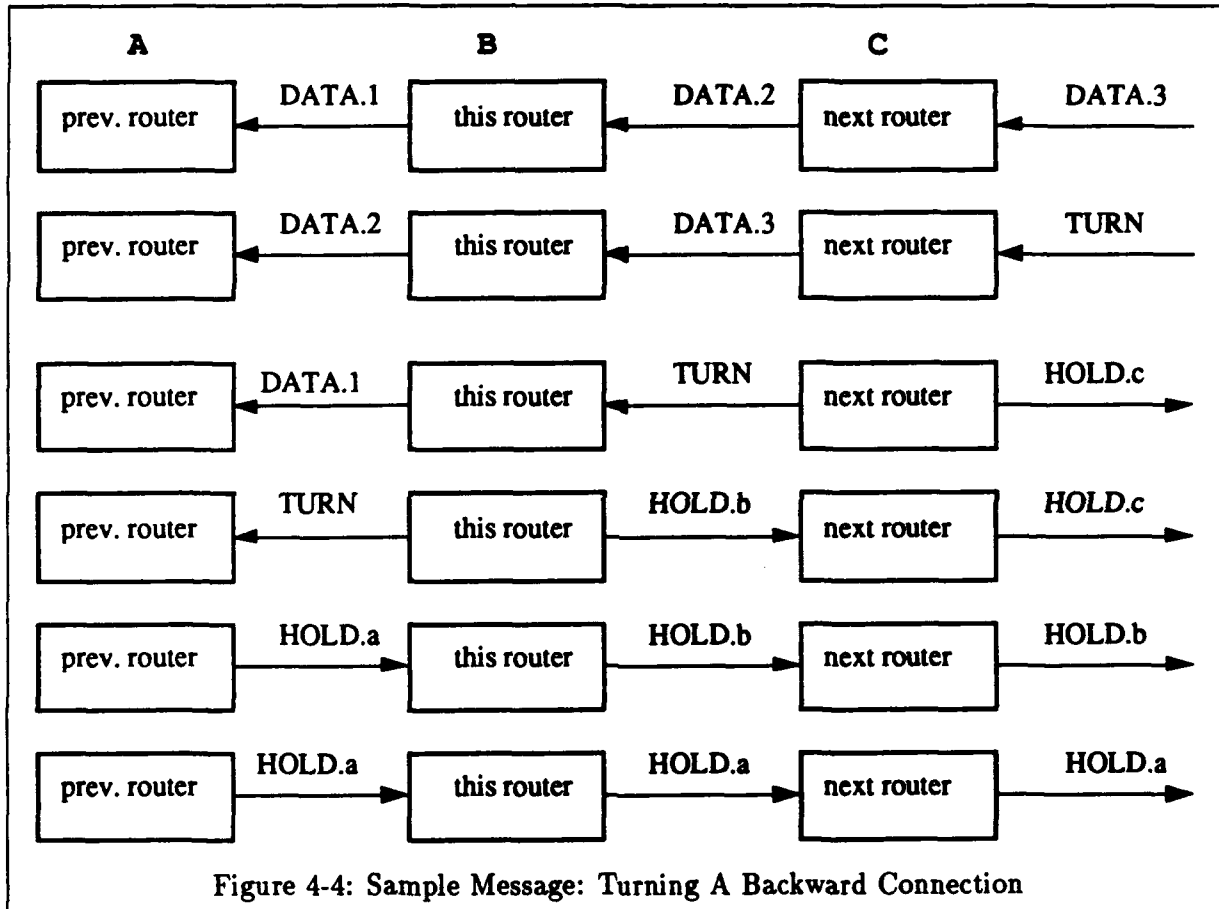 A B C
DATA.1 DATA.2 DATA.3
prev. router this router next router
DATA.2 DATA.3 TURN
prev. router this router next router
DATA.1 TURN HOLD.c
prev. router this router next router
TURN HOLD.b HOLD.c
prev. router this router next router
HOLD.a HOLD.b HOLD.b
prev. router this router next router
HOLD.a HOLD.a HOLD.a
prev. router this router next router
Figure 4-4: Sample Message: Turning A Backward Connection